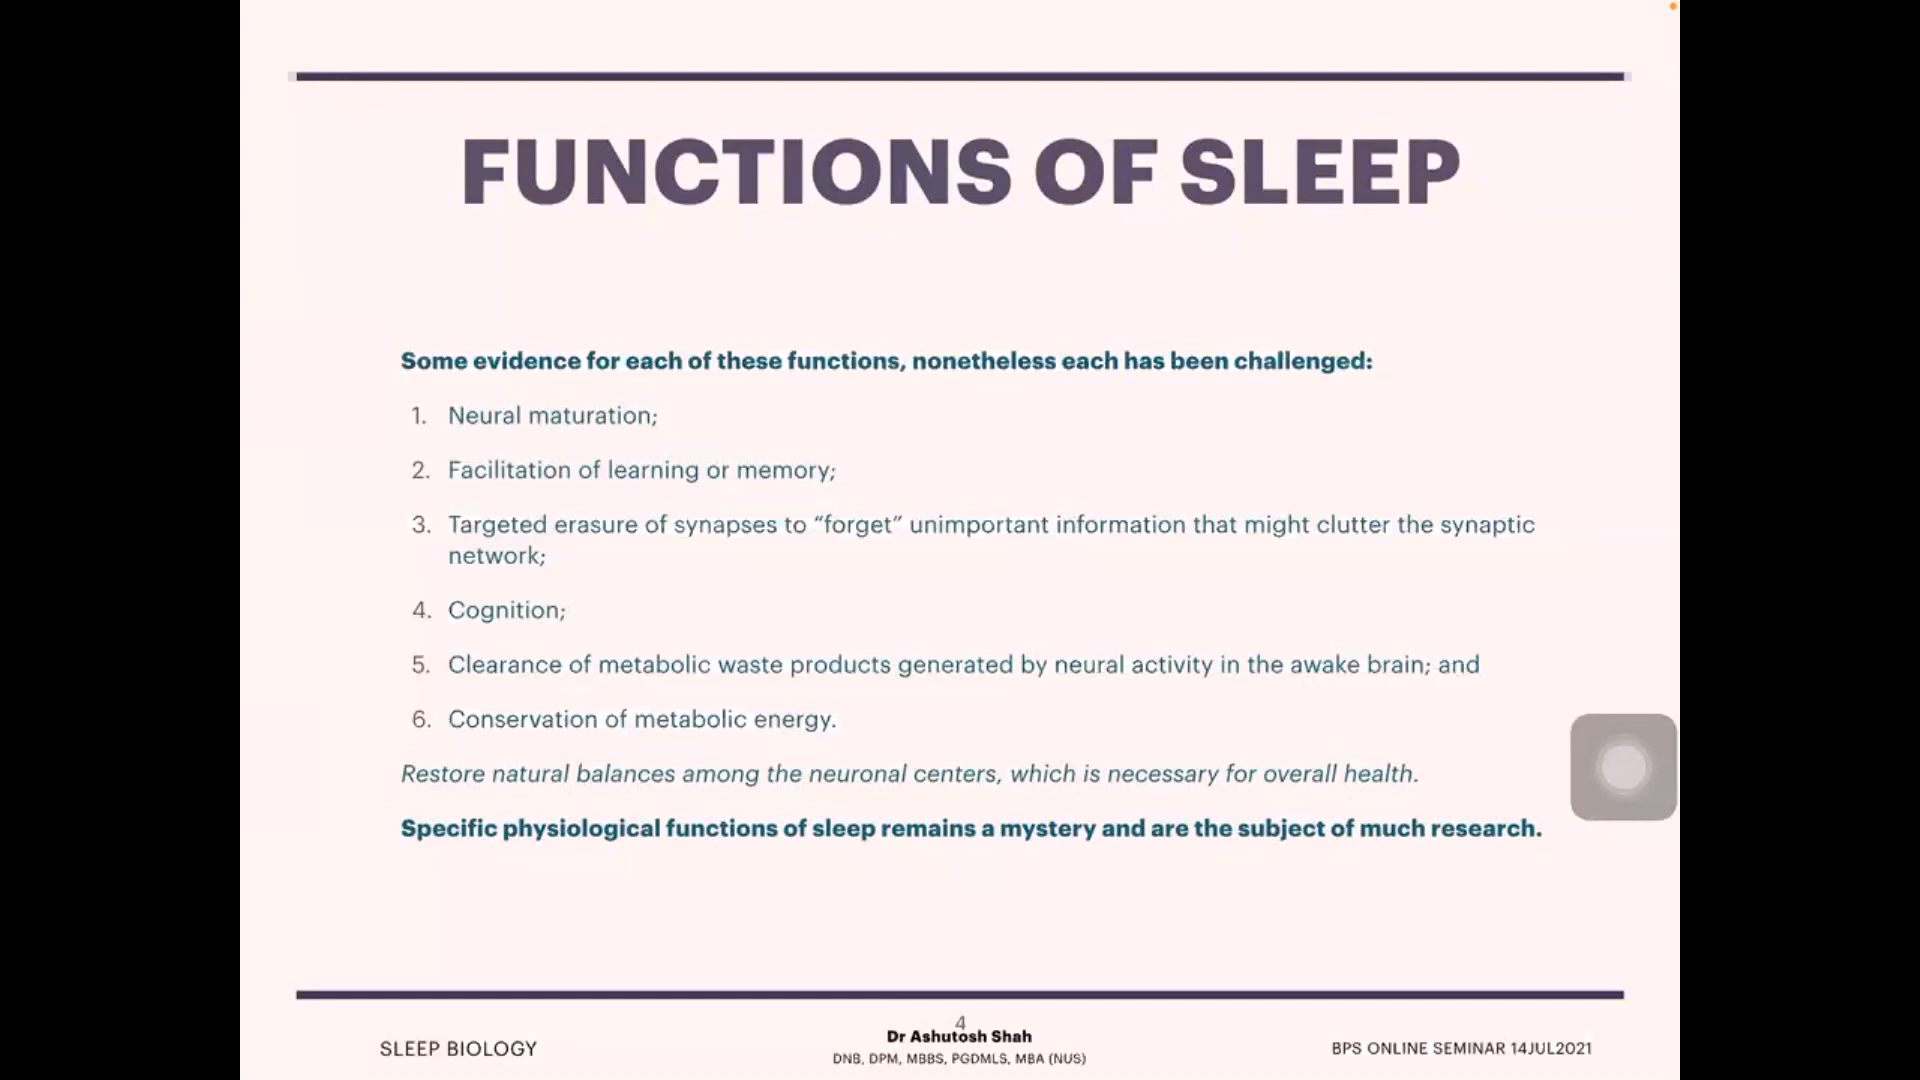 FUNCTIONS OF SLEEP
Some evidence for each of these functions, nonetheless each has been challenged:
1. Neural maturation;
2. Facilitation of learning or memory;
3. Targeted erasure of synapses to “forget” unimportant information that might clutter the synaptic
network;
4. Cognition;
5. Clearance of metabolic waste products generated by neural activity in the awake brain; and
6. Conservation of metabolic energy.
Restore natural balances among the neuronal centers, which is necessary for overall health.
Specific physiological functions of sleep remains a mystery and are the subject of much research.
4
SLEEP BIOLOGY
Dr Ashutosh Shah
DNB, DPM, MBBS, PGDMLS, MBA (NUS)
BPS ONLINE SEMINAR 14JUL2021